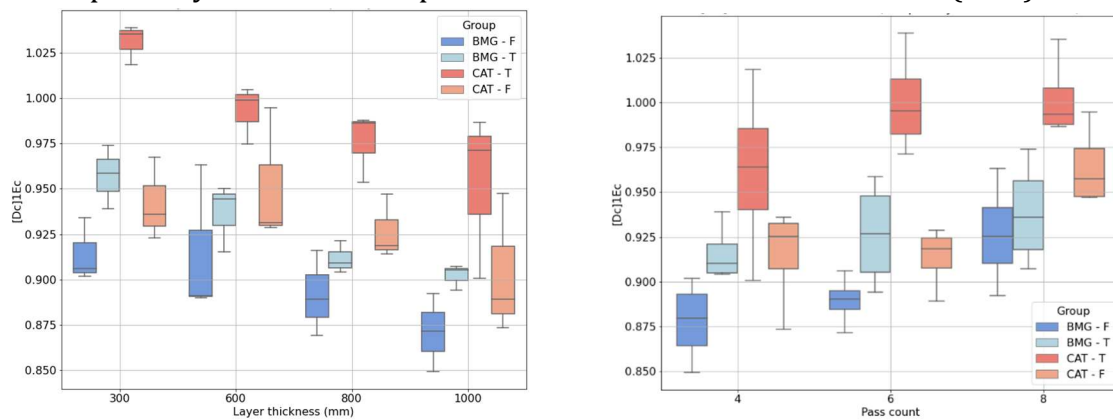 Group
BMG - F
BMG - T
CAT - T
CAT - F
1.025
1.000
0.975
0.950
0.925
0.900
0.875
0.850
[Dc]1Ec
300
600
800
1000
Layer thickness (mm)
1.025
1.000
0.975
0.950
0.925
0.900
0.875
0.850
[Dc]1Ec
Group
BMG - F
BMG - T
CAT - T
CAT - F
4
6
8
Pass count